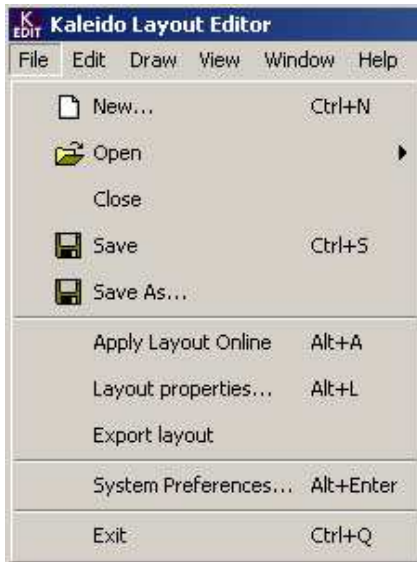 K EDIT Kaleido Layout Editor
File Edit Draw View Window Help
New... Ctrl+N
Open
Close
Save Ctrl+S
Save As...
Apply Layout Online Alt+A
Layout properties... Alt+L
Export layout
System Preferences... Alt+Enter
Exit Ctrl+Q